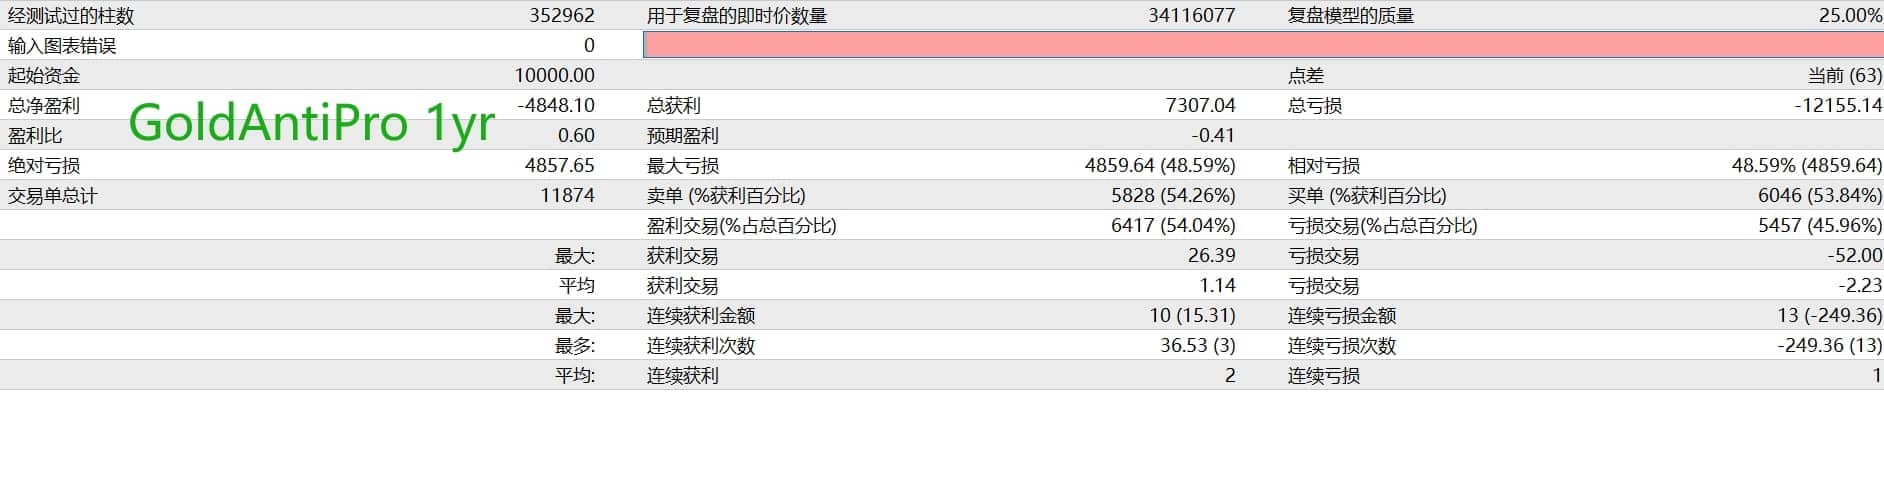 经测试过的柱数 352962 用于复盘的即时价数量 34116077 复盘模型的质量 25.00%
输入图表错误 0
起始资金 10000.00 点差 当前 (63)
总净盈利 -4848.10 总获利 7307.04 总亏损 -12155.14
GoldAntiPro 1yr
盈利比 0.60 预期盈利 -0.41
绝对亏损 4857.65 最大亏损 4859.64 (48.59%) 相对亏损 48.59% (4859.64)
交易单总计 11874 卖单 (%获利百分比) 5828 (54.26%) 买单 (%获利百分比) 6046 (53.84%)
盈利交易(%占总百分比) 6417 (54.04%) 亏损交易(%占总百分比) 5457 (45.96%)
最大: 获利交易 26.39 亏损交易 -52.00
平均 获利交易 1.14 亏损交易 -2.23
最大: 连续获利金额 10 (15.31) 连续亏损金额 13 (-249.36)
最多: 连续获利次数 36.53 (3) 连续亏损次数 -249.36 (13)
平均: 连续获利 2 连续亏损 1